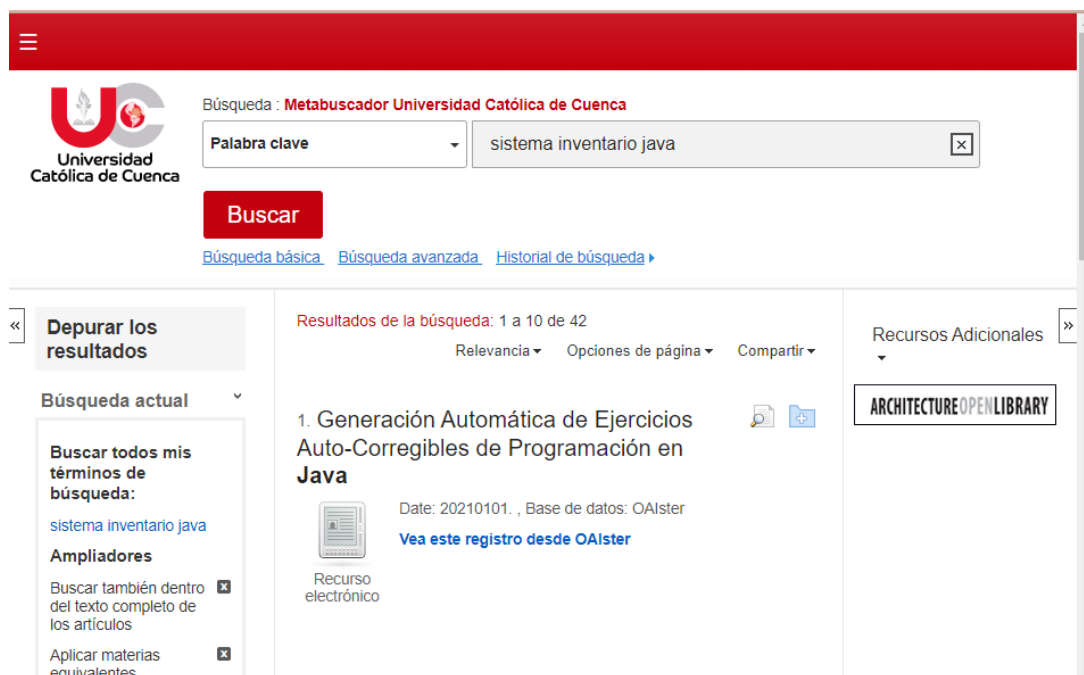 Búsqueda : Metabuscador Universidad Católica de Cuenca
Universidad
Católica de Cuenca
Palabra clave
sistema inventario java
Buscar
Búsqueda básica Búsqueda avanzada Historial de búsqueda
«
Depurar los
resultados
Búsqueda actual
Buscar todos mis
términos de
búsqueda:
sistema inventario java
Ampliadores
Buscar también dentro
del texto completo de
los artículos
Aplicar materias
equivalentes
Resultados de la búsqueda: 1 a 10 de 42
Relevancia Opciones de página Compartir
1. Generación Automática de Ejercicios
Auto-Corregibles de Programación en
Java
Date: 20210101. , Base de datos: OAIster
Vea este registro desde OAIster
Recurso
electrónico
Recursos Adicionales
»
ARCHITECTUREOPENLIBRARY